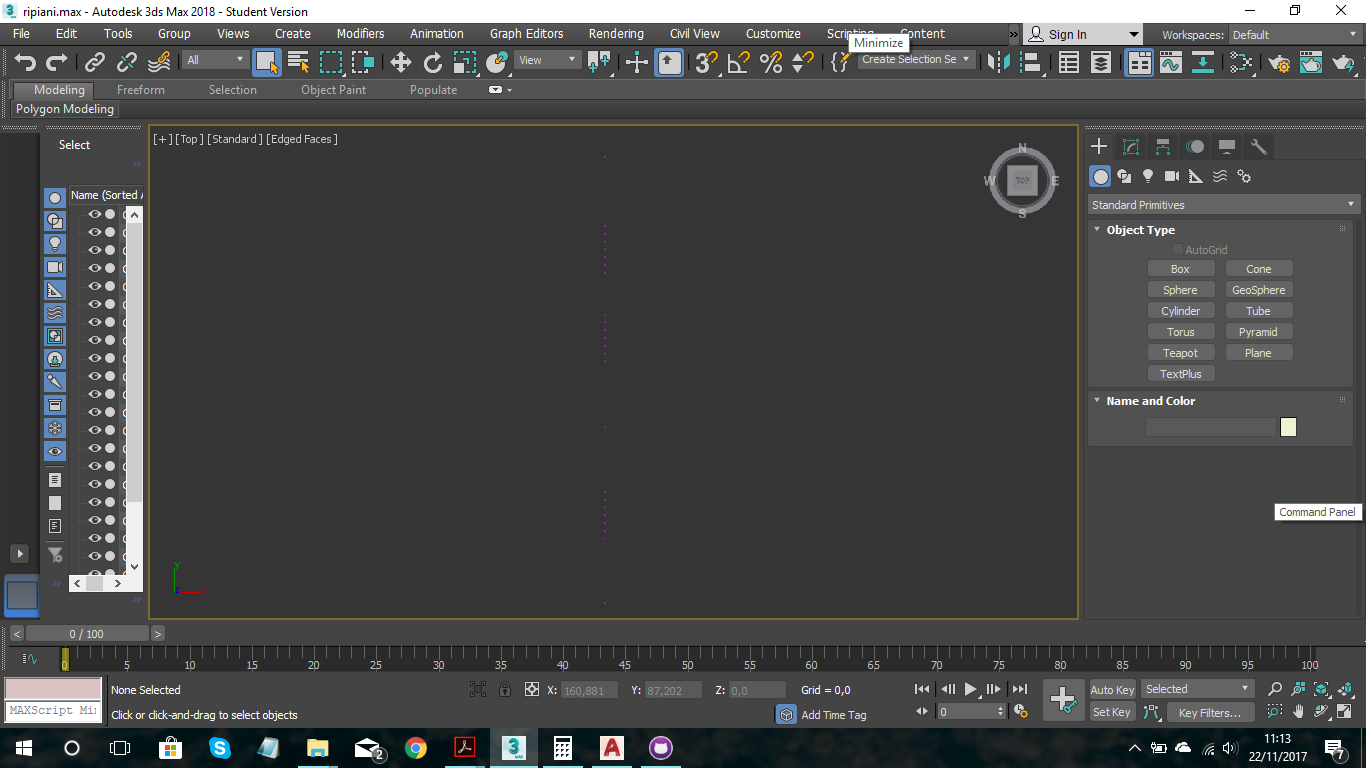 ripiani.max - Autodesk 3ds Max 2018 - Student Version
File Edit Tools Group Views Create Modifiers Animation Graph Editors Rendering Civil View Customize Scripting Content
Sign In
Workspaces: Default
Minimize
All
View
Create Selection Se
Modeling Freeform Selection Object Paint Populate
Polygon Modeling
Select
Name (Sorted A
[+] [Top] [Standard] [Edged Faces]
N
W TOP E
S
Standard Primitives
Object Type
AutoGrid
Box Cone
Sphere GeoSphere
Cylinder Tube
Torus Pyramid
Teapot Plane
TextPlus
Name and Color
Command Panel
y
x
z
0 / 100
0 5 10 15 20 25 30 35 40 45 50 55 60 65 70 75 80 85 90 95 100
None Selected
X: 160,881 Y: 87,202 Z: 0,0 Grid = 0,0
Auto Key Selected
MAXScript Mi
Click or click-and-drag to select objects
Add Time Tag
0
Set Key Key Filters...
3 MAX
2
11:13
22/11/2017
7